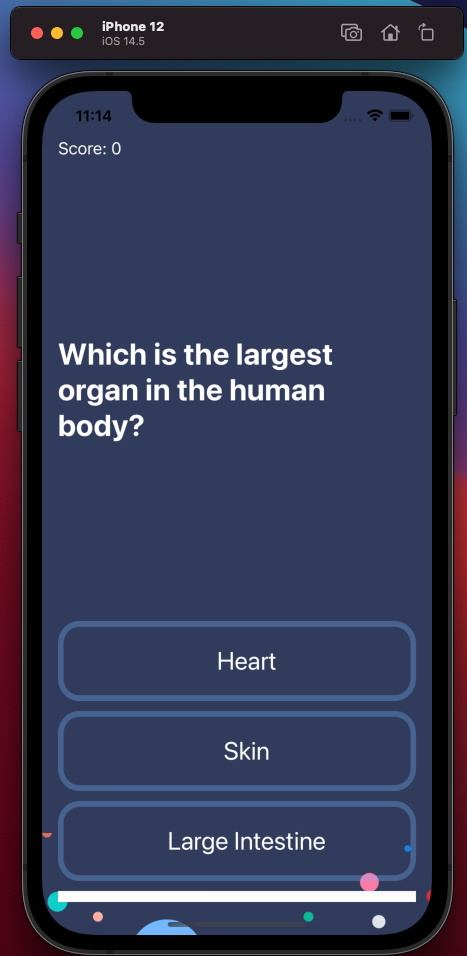 iPhone 12
iOS 14.5
11:14
Score: 0
Which is the largest
organ in the human
body?
Heart
Skin
Large Intestine